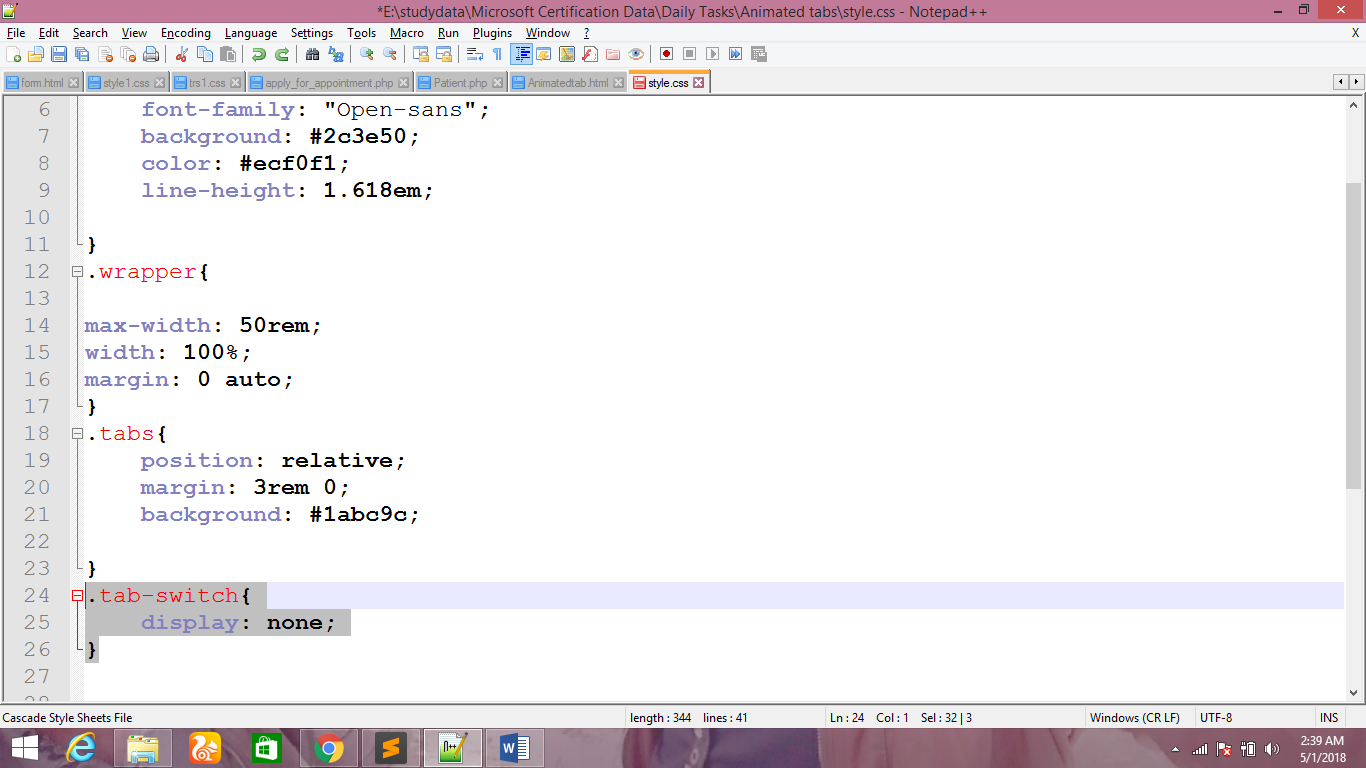 *E:\studydata\Microsoft Certification Data\Daily Tasks\Animated tabs\style.css - Notepad++
File Edit Search View Encoding Language Settings Tools Macro Run Plugins Window ? X
form.html style1.css trs1.css apply_for_appointment.php Patient.php Animatedtab.html style.css
6 font-family: "Open-sans";
7 background: #2c3e50;
8 color: #ecf0f1;
9 line-height: 1.618em;
10
11 }
12 .wrapper{
13
14 max-width: 50rem;
15 width: 100%;
16 margin: 0 auto;
17 }
18 .tabs{
19 position: relative;
20 margin: 3rem 0;
21 background: #1abc9c;
22
23 }
24 .tab-switch{
25 display: none;
26 }
27
28
Cascade Style Sheets File length : 344 lines : 41 Ln : 24 Col : 1 Sel : 32 | 3 Windows (CR LF) UTF-8 INS
2:39 AM
5/1/2018